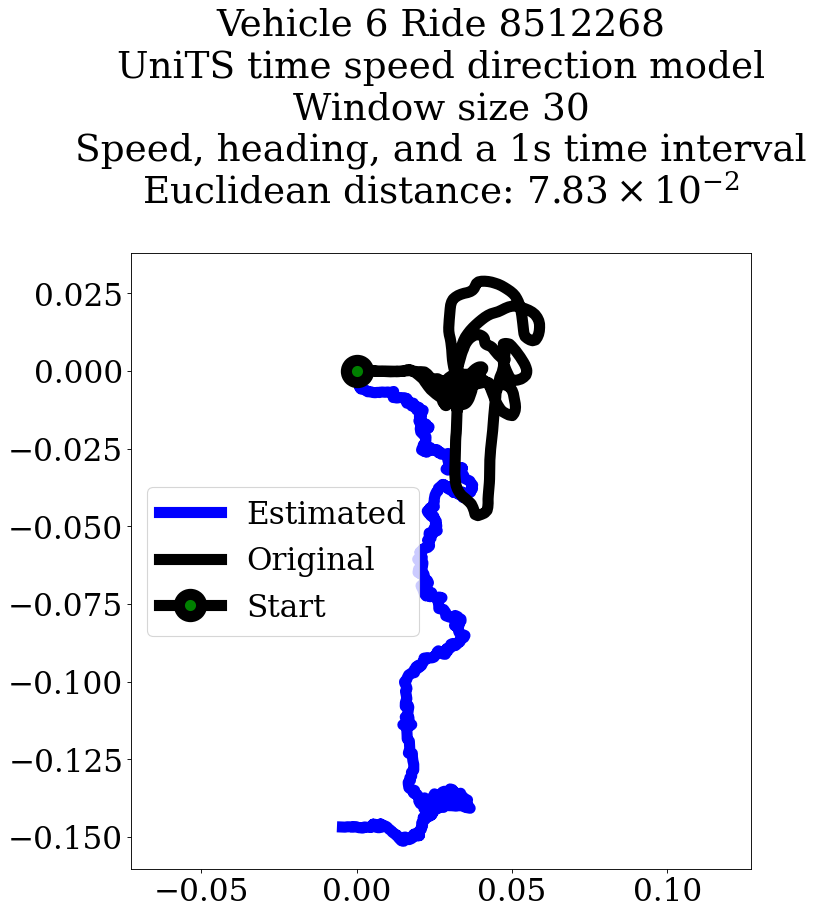 Vehicle 6 Ride 8512268
UniTS time speed direction model
Window size 30
Speed, heading, and a 1s time interval
Euclidean distance: 7.83 × 10⁻²
0.025
0.000
−0.025
−0.050
−0.075
−0.100
−0.125
−0.150
Estimated
Original
Start
−0.05 0.00 0.05 0.10